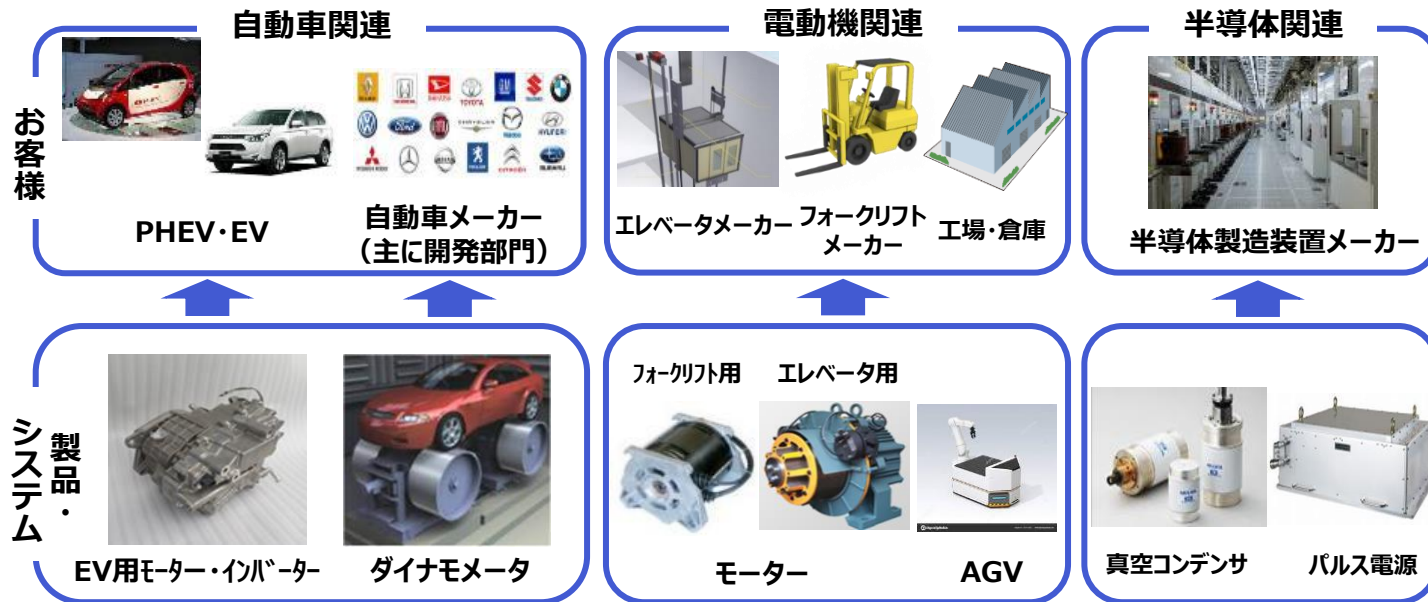 自動車関連
電動機関連
半導体関連
お客様
TOYOTA
GM
Ford
HYUNDAI
SUBARU
PHEV・EV
自動車メーカー
（主に開発部門）
エレベータメーカー
フォークリフト
メーカー
工場・倉庫
半導体製造装置メーカー
製品・
システム
フォークリフト用
エレベータ用
EV用モーター・インバーター
ダイナモメータ
モーター
AGV
真空コンデンサ
パルス電源